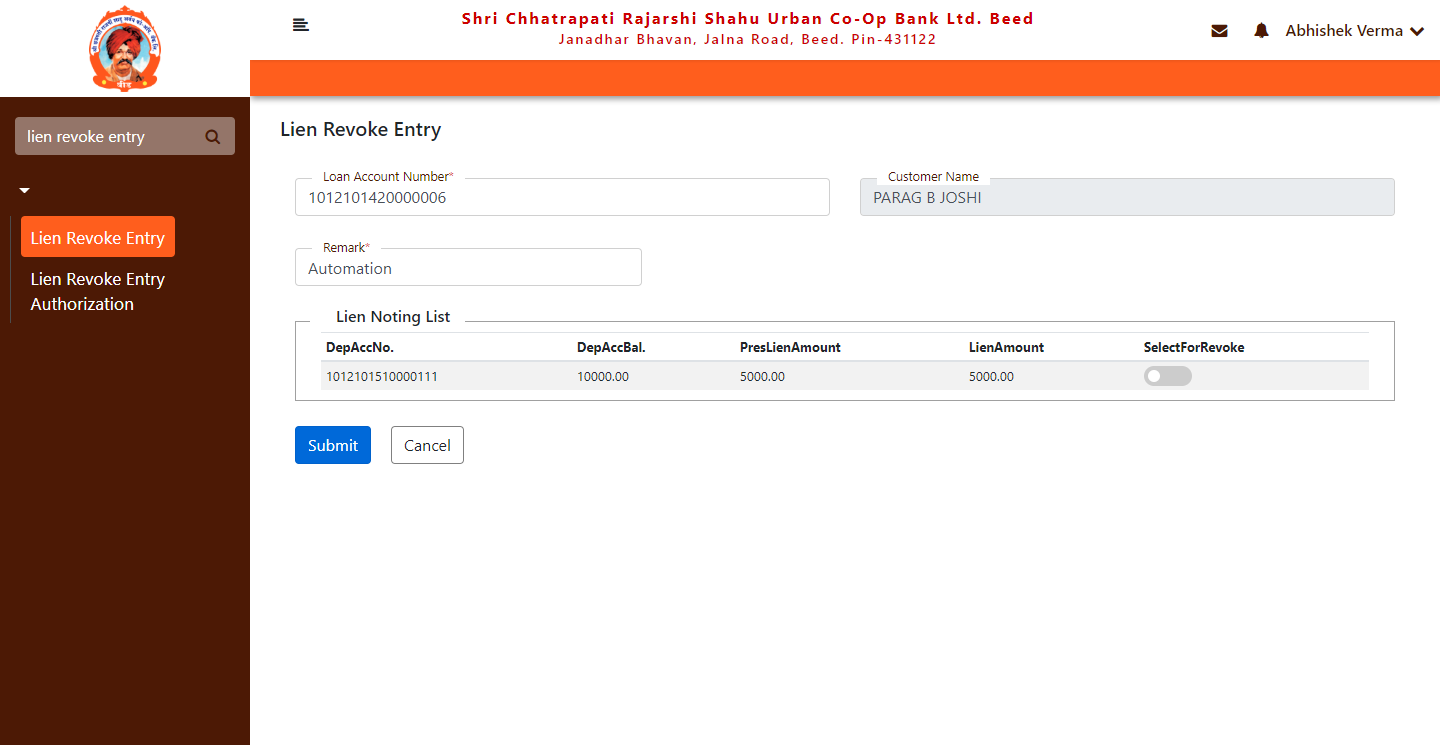 वीड
Shri Chhatrapati Rajarshi Shahu Urban Co-Op Bank Ltd. Beed
Janadhar Bhavan, Jalna Road, Beed. Pin-431122
Abhishek Verma
lien revoke entry
Lien Revoke Entry
Lien Revoke Entry
Authorization
Lien Revoke Entry
Loan Account Number*
1012101420000006
Customer Name
PARAG B JOSHI
Remark*
Automation
Lien Noting List
DepAccNo. DepAccBal. PresLienAmount LienAmount SelectForRevoke
1012101510000111 10000.00 5000.00 5000.00
Submit Cancel